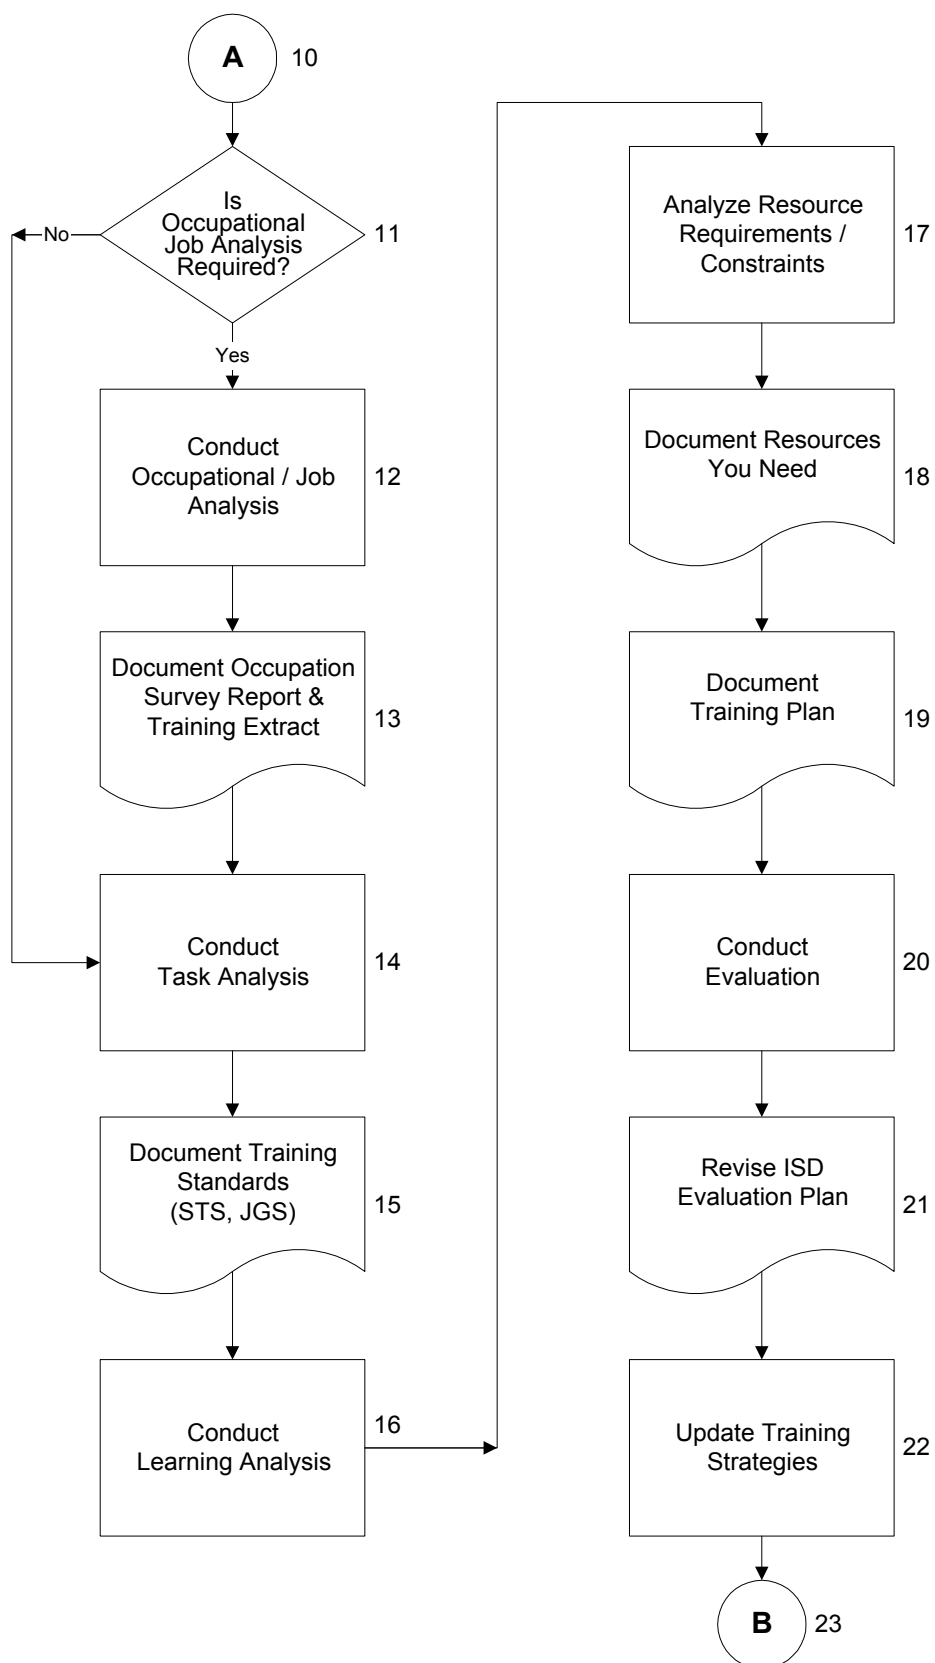 A
10
Is
Occupational
Job Analysis
Required?
11
No
Yes
Conduct
Occupational / Job
Analysis
12
Document Occupation
Survey Report &
Training Extract
13
Conduct
Task Analysis
14
Document Training
Standards
(STS, JGS)
15
Conduct
Learning Analysis
16
Analyze Resource
Requirements /
Constraints
17
Document Resources
You Need
18
Document
Training Plan
19
Conduct
Evaluation
20
Revise ISD
Evaluation Plan
21
Update Training
Strategies
22
B
23